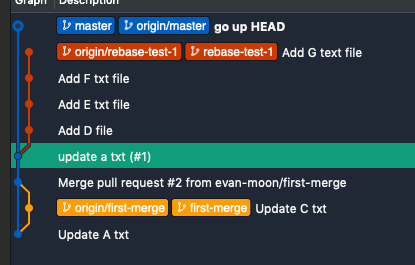 Graph Description
master origin/master go up HEAD
origin/rebase-test-1 rebase-test-1 Add G text file
Add F txt file
Add E txt file
Add D file
update a txt (#1)
Merge pull request #2 from evan-moon/first-merge
origin/first-merge first-merge Update C txt
Update A txt